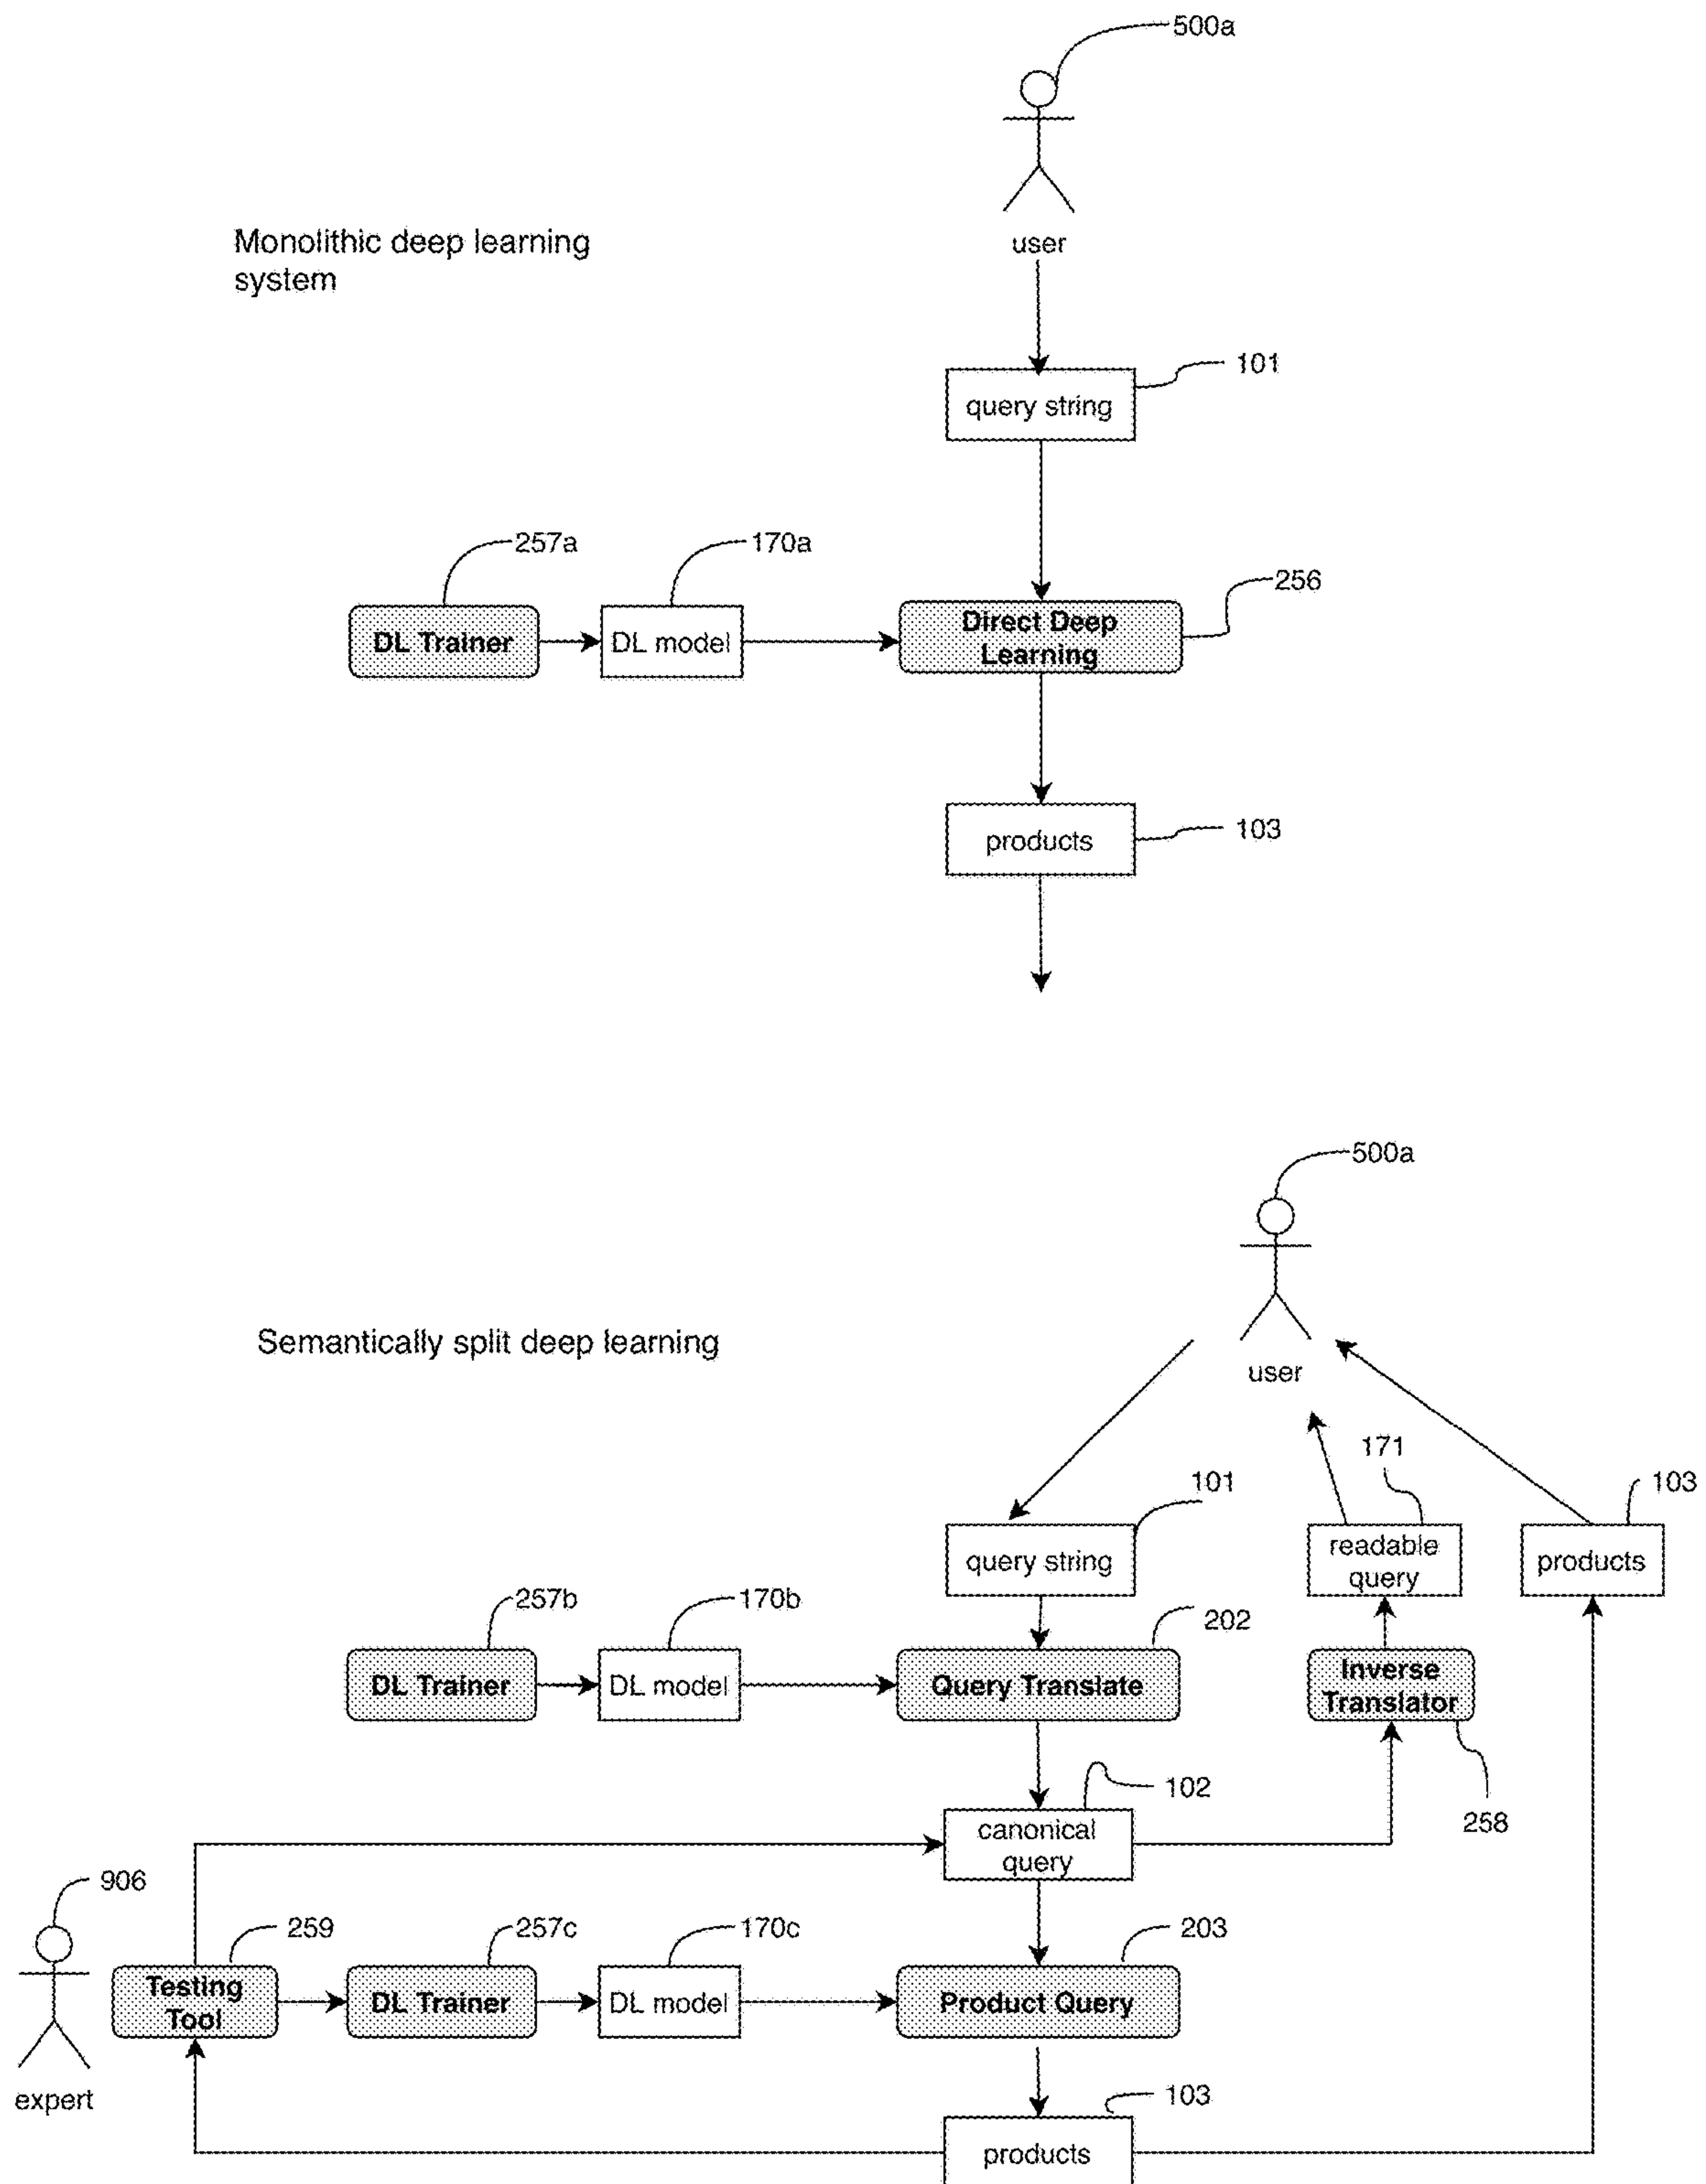 500a
Monolithic deep learning
system
user
101
query string
257a
170a
256
DL Trainer
DL model
Direct Deep
Learning
products
103
500a
Semantically split deep learning
user
171
101
103
query string
readable
query
products
257b
170b
202
DL Trainer
DL model
Query Translate
Inverse
Translator
102
258
canonical
query
906
259
257c
170c
203
Testing
Tool
DL Trainer
DL model
Product Query
expert
103
products